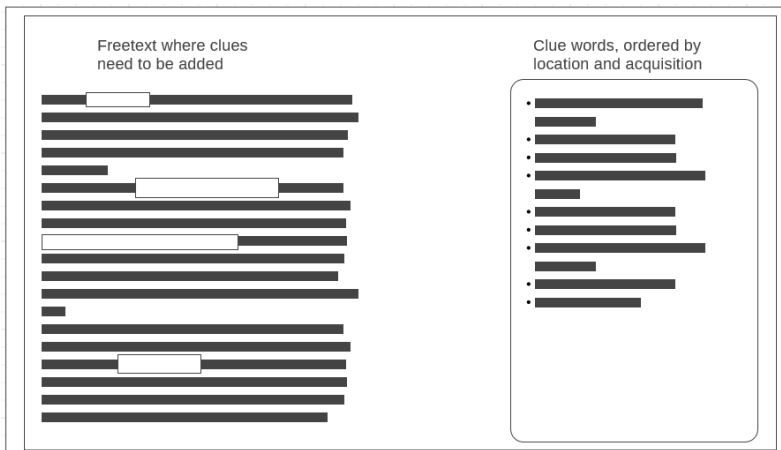 Freetext where clues
need to be added
Clue words, ordered by
location and acquisition